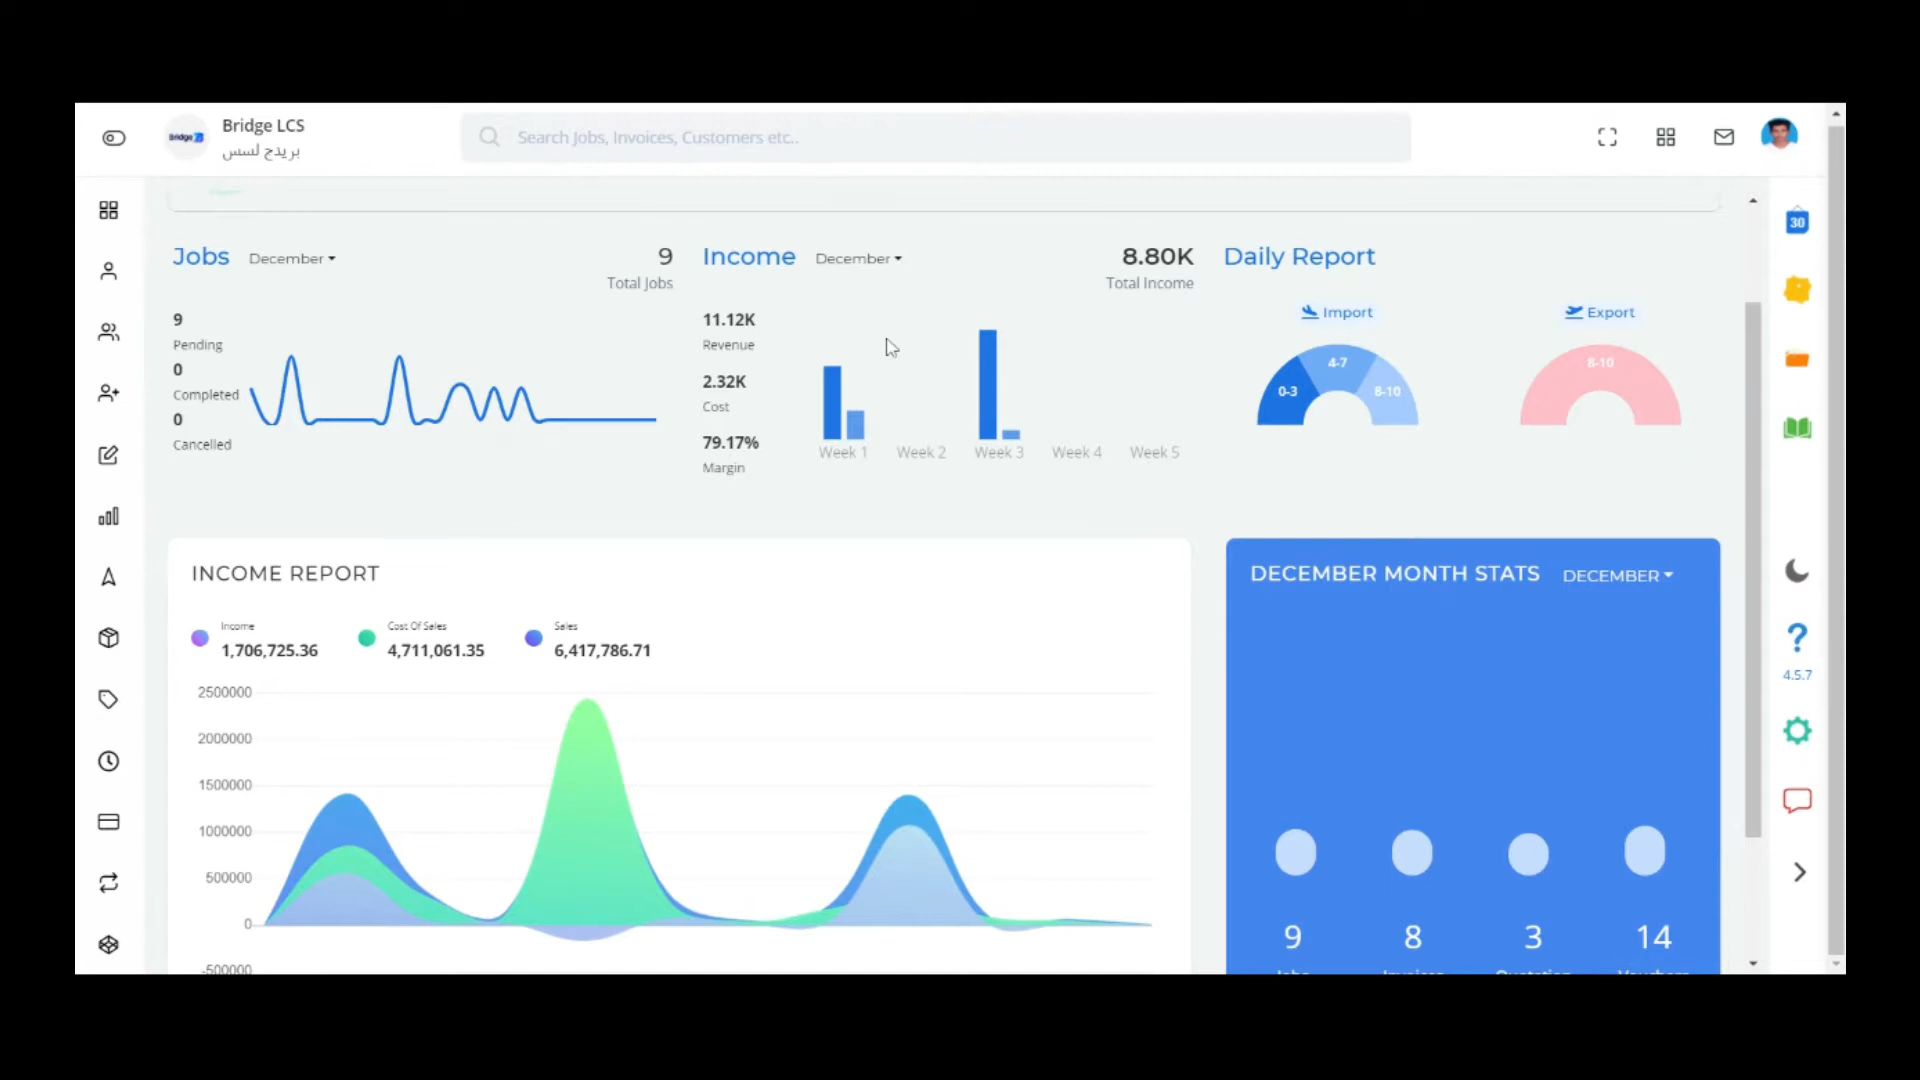 Bridge LCS
بريدج لسس
Bridge
Search Jobs, Invoices, Customers etc..
30
Jobs December
9
Total Jobs
9
Pending
0
Completed
0
Cancelled
Income December
8.80K
Total Income
11.12K
Revenue
2.32K
Cost
79.17%
Margin
Week 1 Week 2 Week 3 Week 4 Week 5
Daily Report
Import
0-3 4-7 8-10
Export
8-10
INCOME REPORT
Income
1,706,725.36
Cost Of Sales
4,711,061.35
Sales
6,417,786.71
2500000
2000000
1500000
1000000
500000
0
-500000
DECEMBER MONTH STATS DECEMBER
9 8 3 14
Jobs Invoices Quotation Vouchers
?
4.5.7